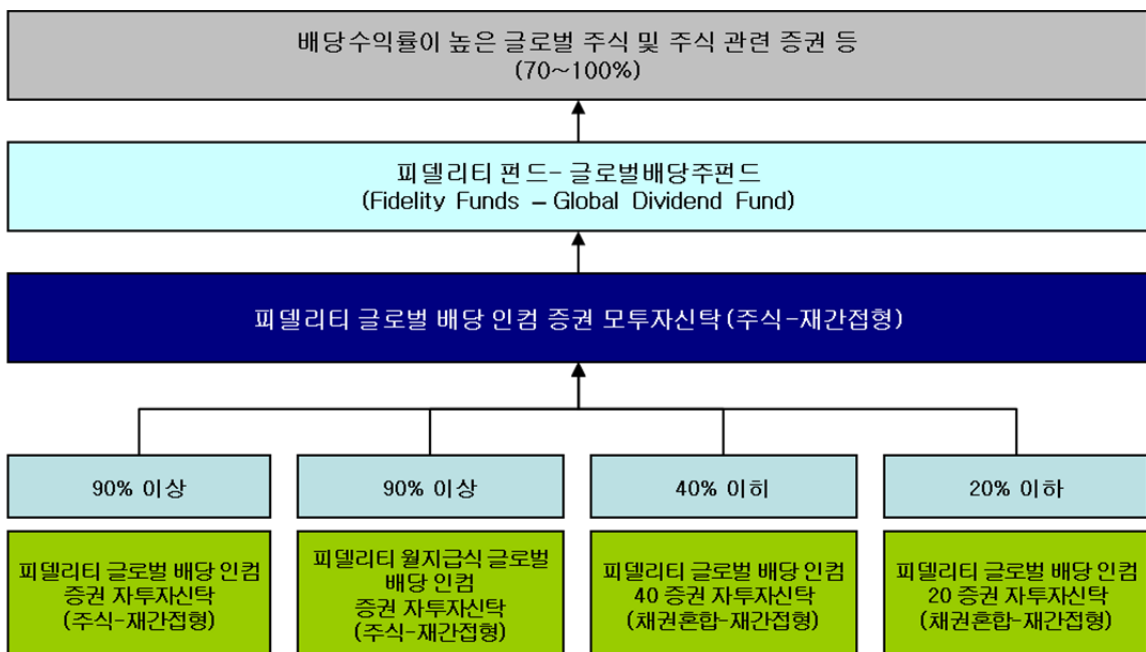 배당수익률이 높은 글로벌 주식 및 주식 관련 증권 등
(70~100%)
피델리티 펀드- 글로벌배당주펀드
(Fidelity Funds – Global Dividend Fund)
피델리티 글로벌 배당 인컴 증권 모투자신탁(주식-재간접형)
90% 이상
90% 이상
40% 이히
20% 이하
피델리티 글로벌 배당 인컴
증권 자투자신탁
(주식-재간접형)
피델리티 월지급식 글로벌
배당 인컴
증권 자투자신탁
(주식-재간접형)
피델리티 글로벌 배당 인컴
40 증권 자투자신탁
(채권혼합-재간접형)
피델리티 글로벌 배당 인컴
20 증권 자투자신탁
(채권혼합-재간접형)